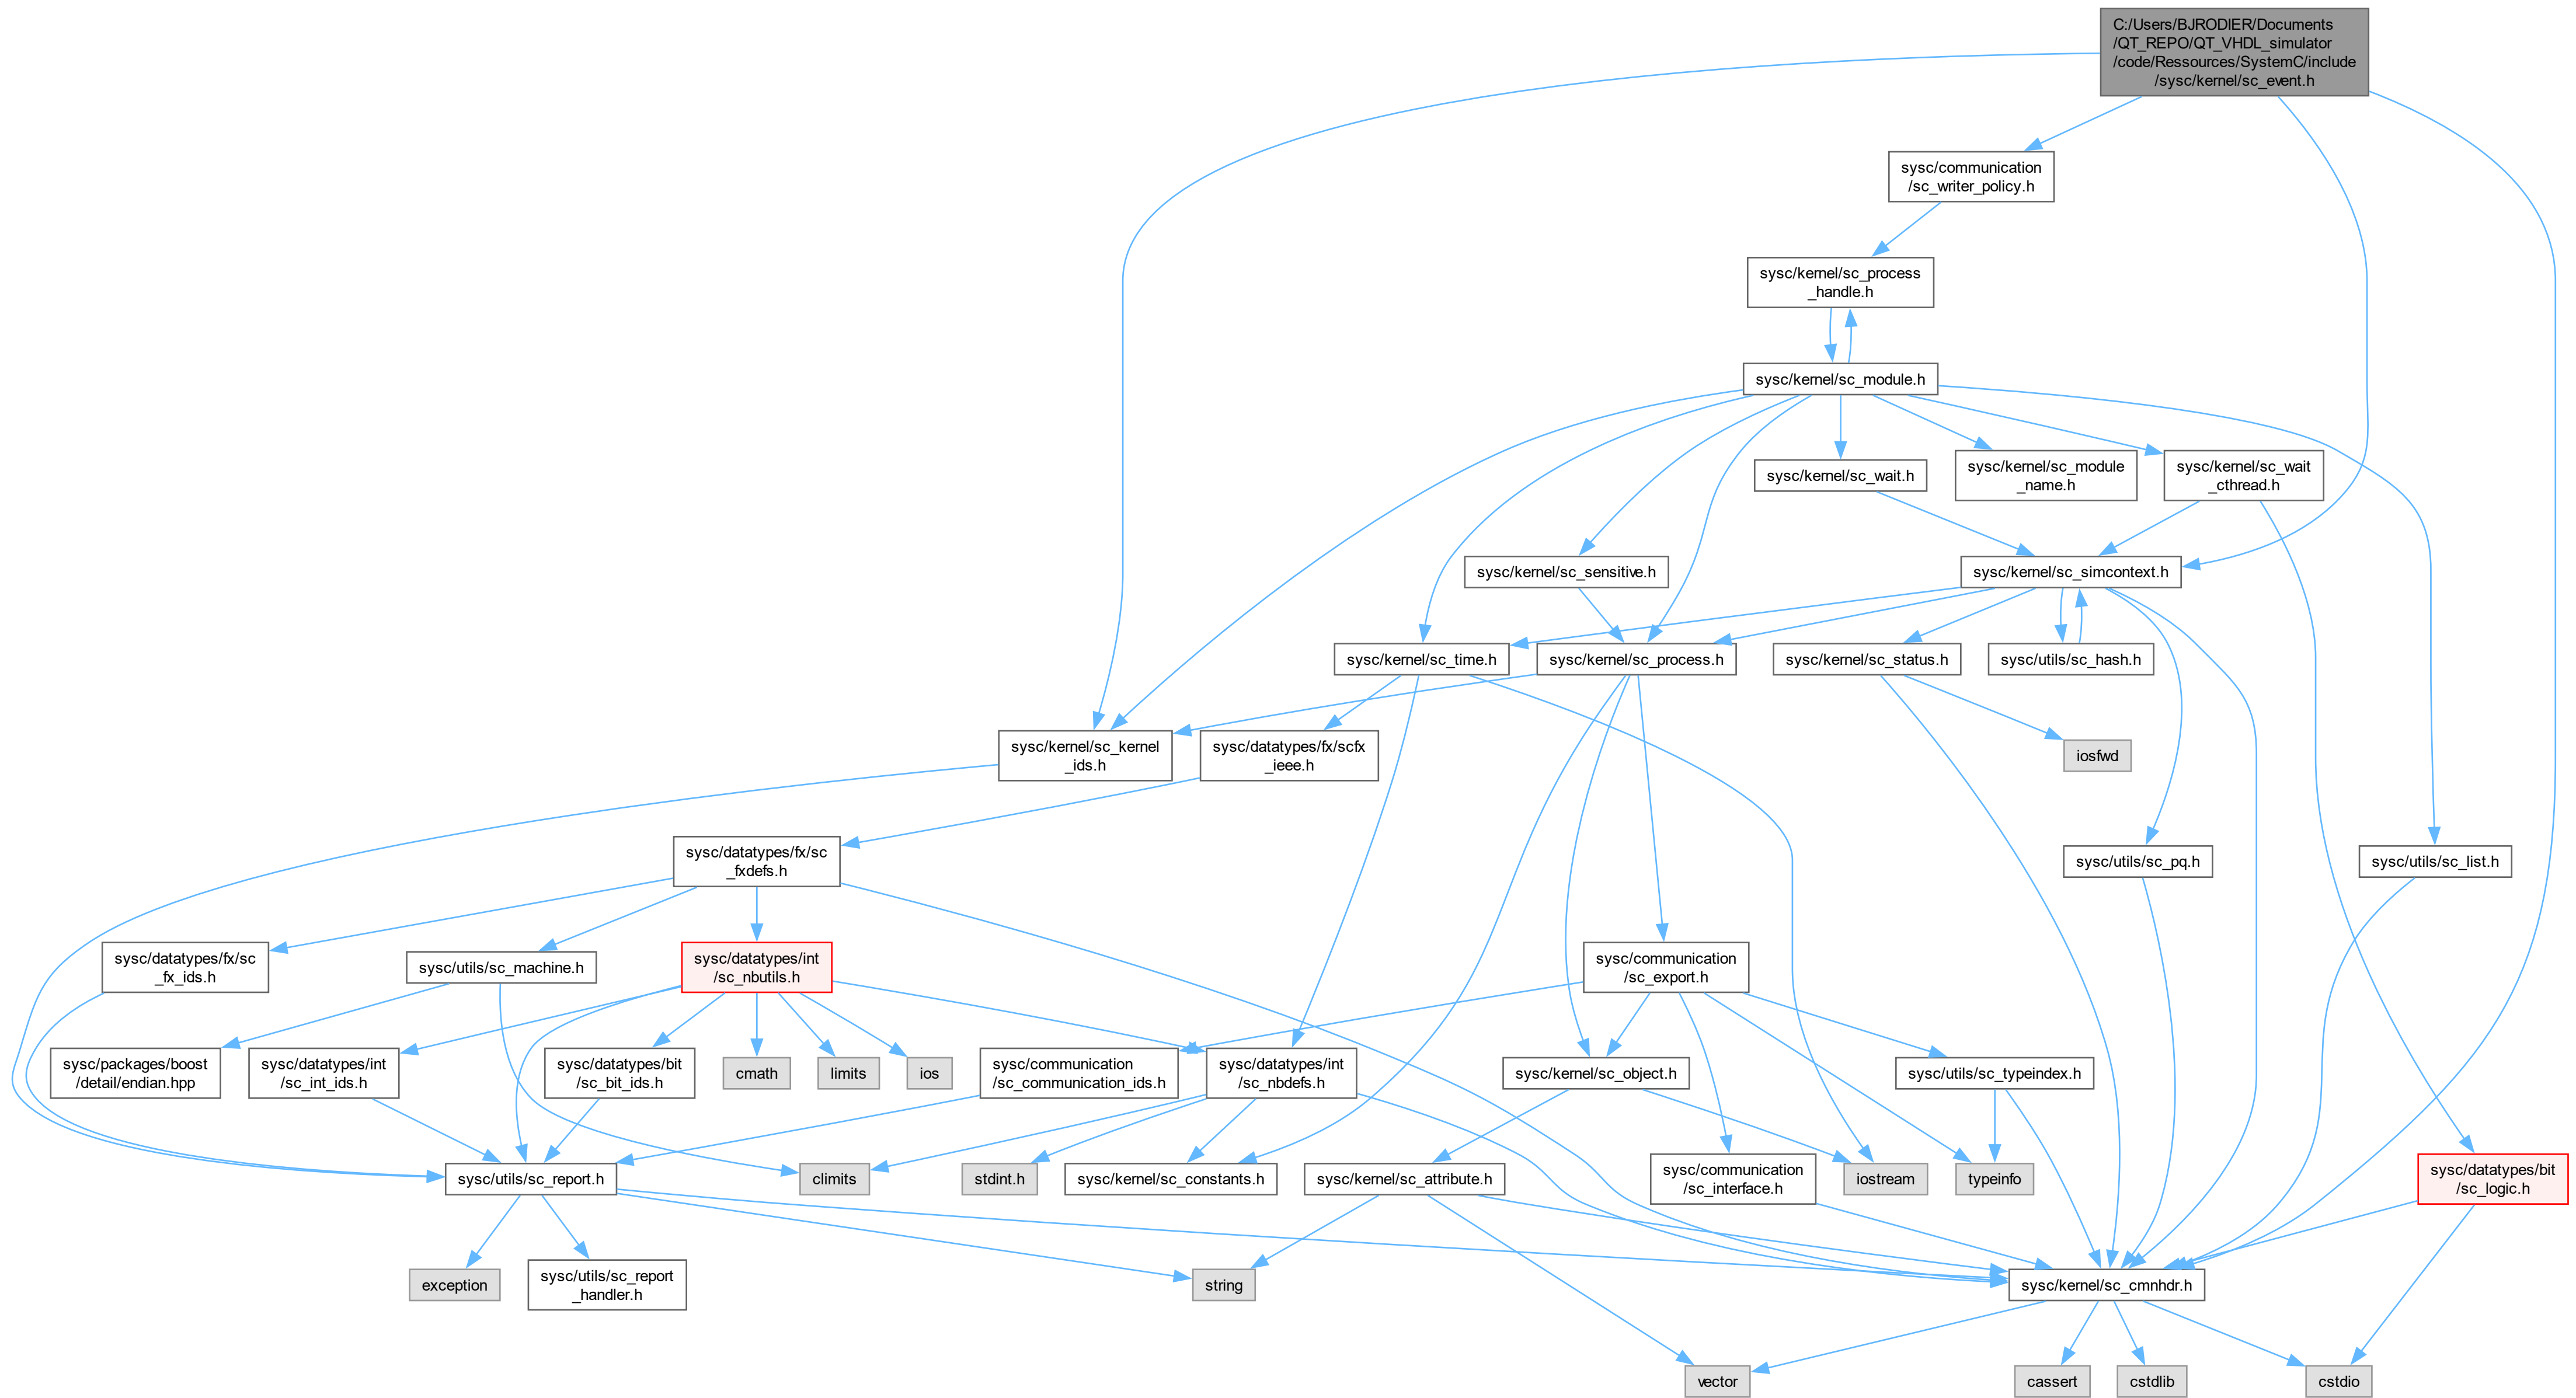 C:/Users/BJRODIER/Documents
/QT_REPO/QT_VHDL_simulator
/code/Ressources/SystemC/include
/sysc/kernel/sc_event.h
sysc/communication
/sc_writer_policy.h
sysc/kernel/sc_process
_handle.h
sysc/kernel/sc_module.h
sysc/kernel/sc_wait.h
sysc/kernel/sc_module
_name.h
sysc/kernel/sc_wait
_cthread.h
sysc/kernel/sc_sensitive.h
sysc/kernel/sc_simcontext.h
sysc/kernel/sc_time.h
sysc/kernel/sc_process.h
sysc/kernel/sc_status.h
sysc/utils/sc_hash.h
sysc/kernel/sc_kernel
_ids.h
sysc/datatypes/fx/scfx
_ieee.h
iosfwd
sysc/datatypes/fx/sc
_fxdefs.h
sysc/utils/sc_pq.h
sysc/utils/sc_list.h
sysc/datatypes/fx/sc
_fx_ids.h
sysc/utils/sc_machine.h
sysc/datatypes/int
/sc_nbutils.h
sysc/communication
/sc_export.h
sysc/packages/boost
/detail/endian.hpp
sysc/datatypes/int
/sc_int_ids.h
sysc/datatypes/bit
/sc_bit_ids.h
cmath
limits
ios
sysc/communication
/sc_communication_ids.h
sysc/datatypes/int
/sc_nbdefs.h
sysc/kernel/sc_object.h
sysc/utils/sc_typeindex.h
sysc/utils/sc_report.h
climits
stdint.h
sysc/kernel/sc_constants.h
sysc/kernel/sc_attribute.h
sysc/communication
/sc_interface.h
iostream
typeinfo
sysc/datatypes/bit
/sc_logic.h
exception
sysc/utils/sc_report
_handler.h
string
sysc/kernel/sc_cmnhdr.h
vector
cassert
cstdlib
cstdio